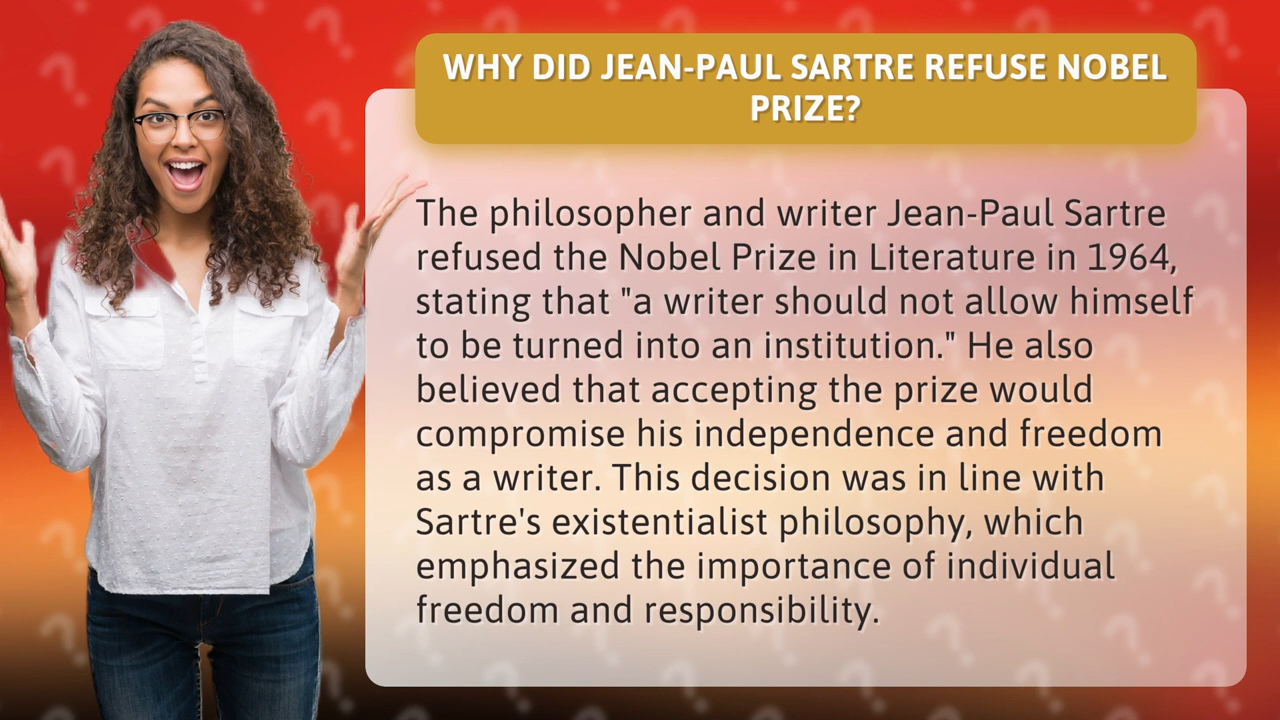 WHY DID JEAN-PAUL SARTRE REFUSE NOBEL
PRIZE?
The philosopher and writer Jean-Paul Sartre
refused the Nobel Prize in Literature in 1964,
stating that "a writer should not allow himself
to be turned into an institution." He also
believed that accepting the prize would
compromise his independence and freedom
as a writer. This decision was in line with
Sartre's existentialist philosophy, which
emphasized the importance of individual
freedom and responsibility.